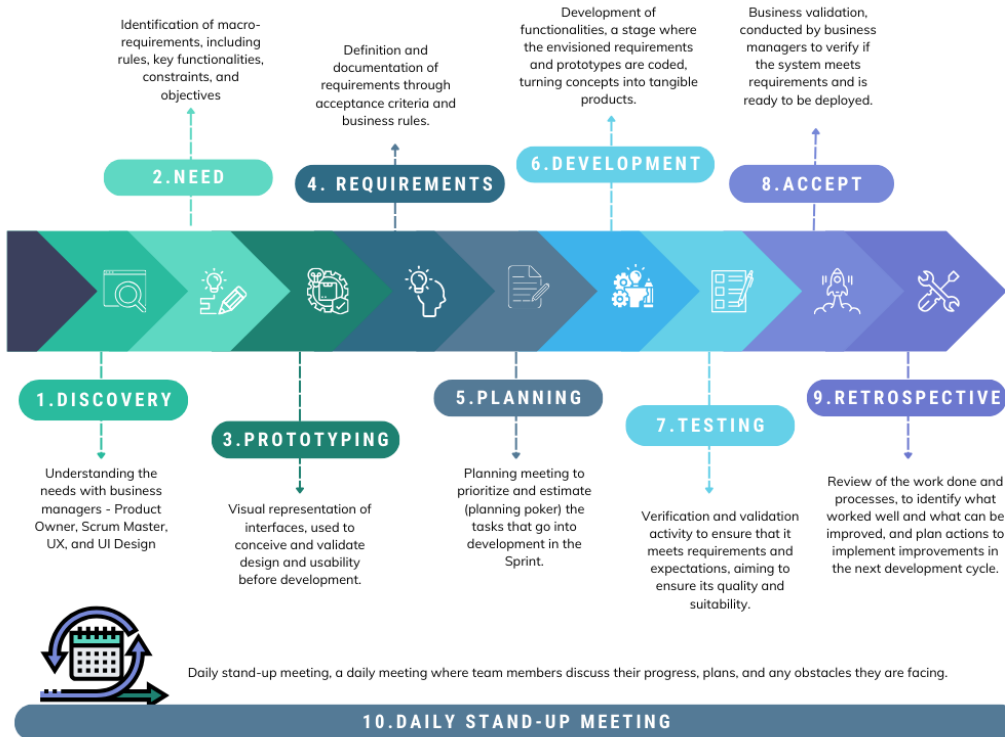 Identification of macro-
requirements, including
rules, key functionalities,
constraints, and
objectives
2.NEED
Definition and
documentation of
requirements through
acceptance criteria and
business rules.
4. REQUIREMENTS
Development of
functionalities, a stage where
the envisioned requirements
and prototypes are coded,
turning concepts into tangible
products.
6.DEVELOPMENT
Business validation,
conducted by business
managers to verify if
the system meets
requirements and is
ready to be deployed.
8.ACCEPT
1.DISCOVERY
Understanding the
needs with business
managers - Product
Owner, Scrum Master,
UX, and UI Design
3.PROTOTYPING
Visual representation of
interfaces, used to
conceive and validate
design and usability
before development.
5.PLANNING
Planning meeting to
prioritize and estimate
(planning poker) the
tasks that go into
development in the
Sprint.
7.TESTING
Verification and validation
activity to ensure that it
meets requirements and
expectations, aiming to
ensure its quality and
suitability.
9.RETROSPECTIVE
Review of the work done and
processes, to identify what
worked well and what can be
improved, and plan actions to
implement improvements in
the next development cycle.
Daily stand-up meeting, a daily meeting where team members discuss their progress, plans, and any obstacles they are facing.
10.DAILY STAND-UP MEETING